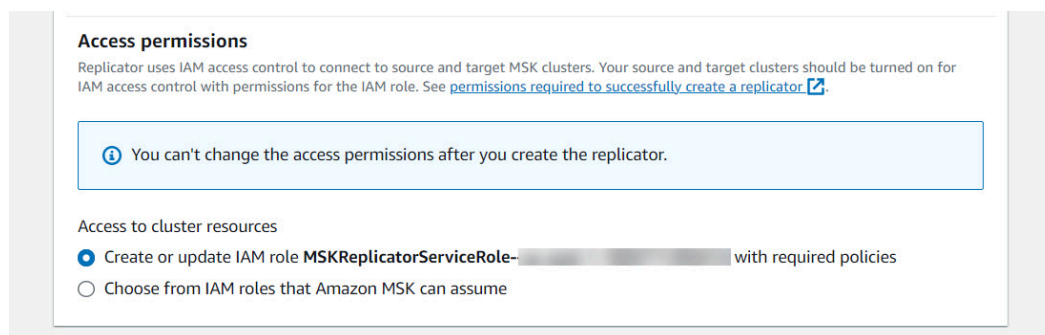 Access permissions
Replicator uses IAM access control to connect to source and target MSK clusters. Your source and target clusters should be turned on for
IAM access control with permissions for the IAM role. See permissions required to successfully create a replicator.
You can't change the access permissions after you create the replicator.
Access to cluster resources
Create or update IAM role MSKReplicatorServiceRole- with required policies
Choose from IAM roles that Amazon MSK can assume